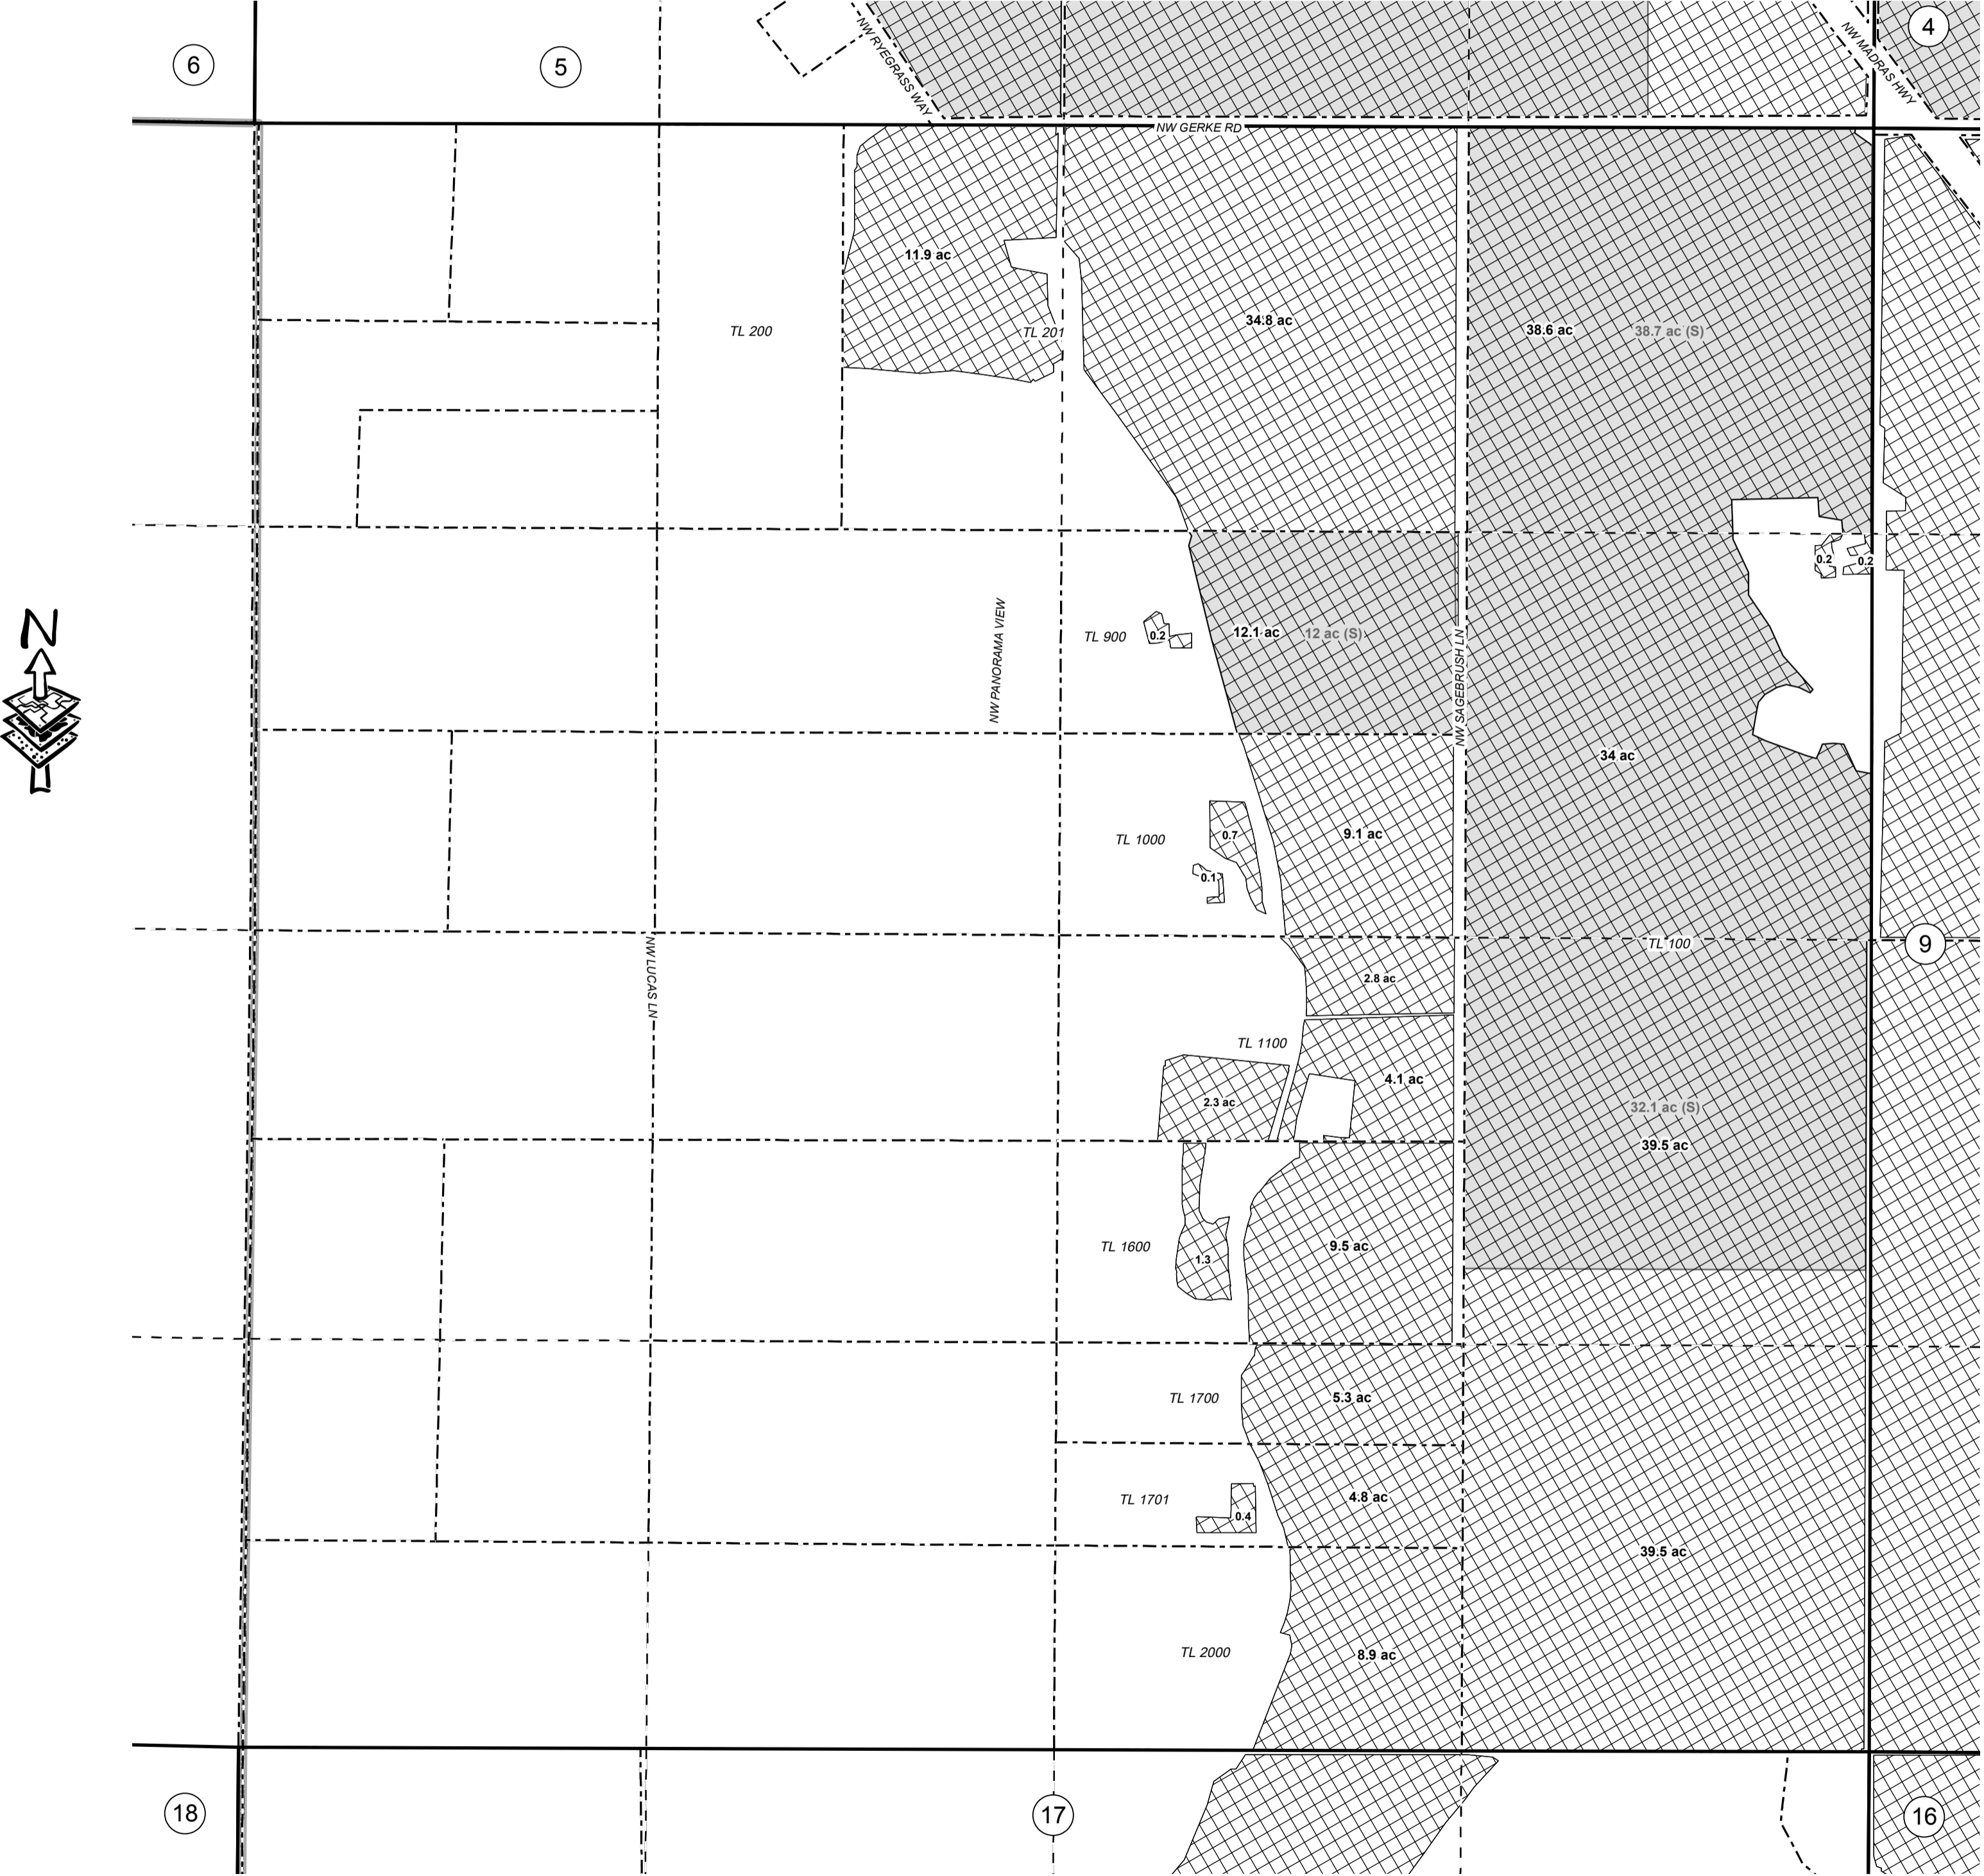 6
5
NW RYEGRASS WAY
NW MADRAS HWY
4
NW GERKE RD
11.9 ac
34.8 ac
TL 200
TL 201
38.6 ac
38.7 ac (S)
0.2
0.2
N
NW PANORAMA VIEW
TL 900
0.2
12.1 ac
12 ac (S)
NW SAGEBRUSH LN
34 ac
TL 1000
0.7
9.1 ac
0.1
NW LUCAS LN
TL 100
9
2.8 ac
TL 1100
4.1 ac
2.3 ac
32.1 ac (S)
39.5 ac
TL 1600
1.3
9.5 ac
TL 1700
5.3 ac
TL 1701
0.4
4.8 ac
39.5 ac
TL 2000
8.9 ac
18
17
16